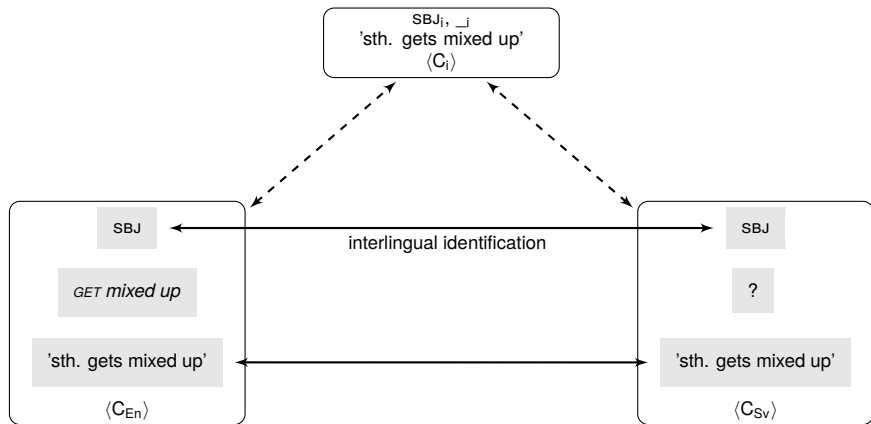 SBJi, _i
'sth. gets mixed up'
⟨Ci⟩
SBJ
interlingual identification
SBJ
GET mixed up
?
'sth. gets mixed up'
'sth. gets mixed up'
⟨CEn⟩
⟨CSv⟩